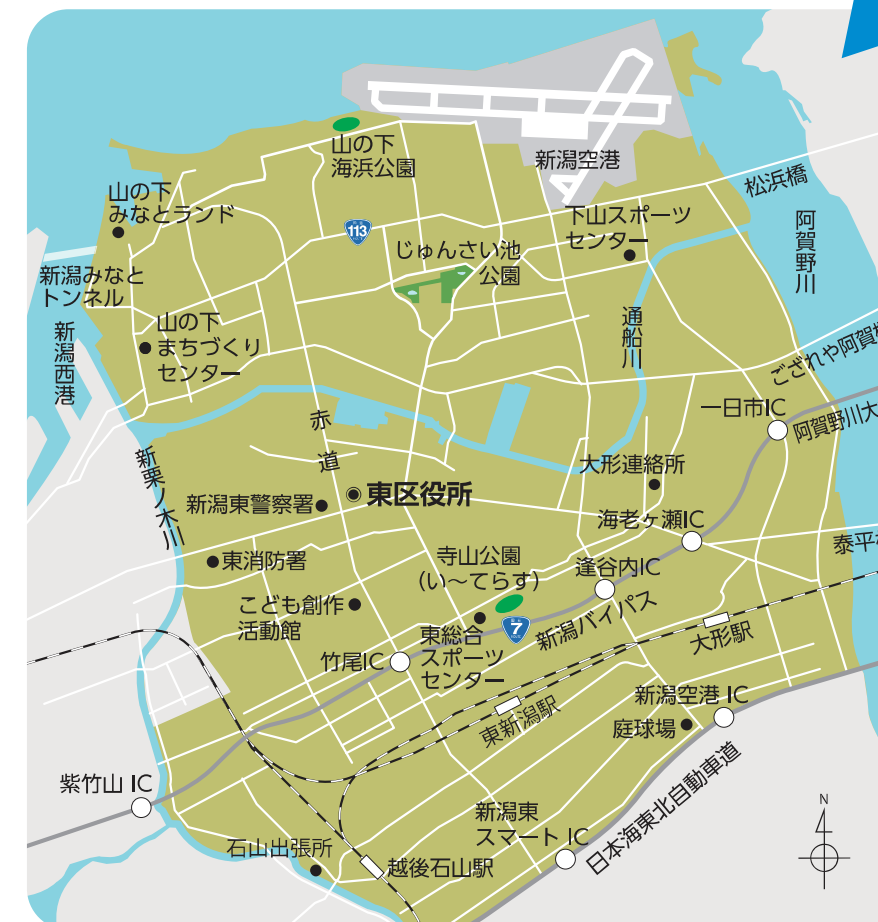 山の下
海浜公園
新潟空港
松浜橋
阿賀野川
山の下
みなとランド
113
下山スポーツ
センター
じゅんさい池
公園
新潟みなと
トンネル
新潟西港
山の下
まちづくり
センター
通船川
ござれや阿賀
一日市IC
阿賀野川大
赤道
新栗ノ木川
大形連絡所
東区役所
新潟東警察署
海老ヶ瀬IC
泰平
東消防署
寺山公園
(い〜てらす)
逢谷内IC
こども創作
活動館
7
新潟バイパス
東総合
スポーツ
センター
竹尾IC
大形駅
新潟空港 IC
東新潟駅
庭球場
紫竹山 IC
日本海東北自動車道
新潟東
スマート IC
N
石山出張所
越後石山駅